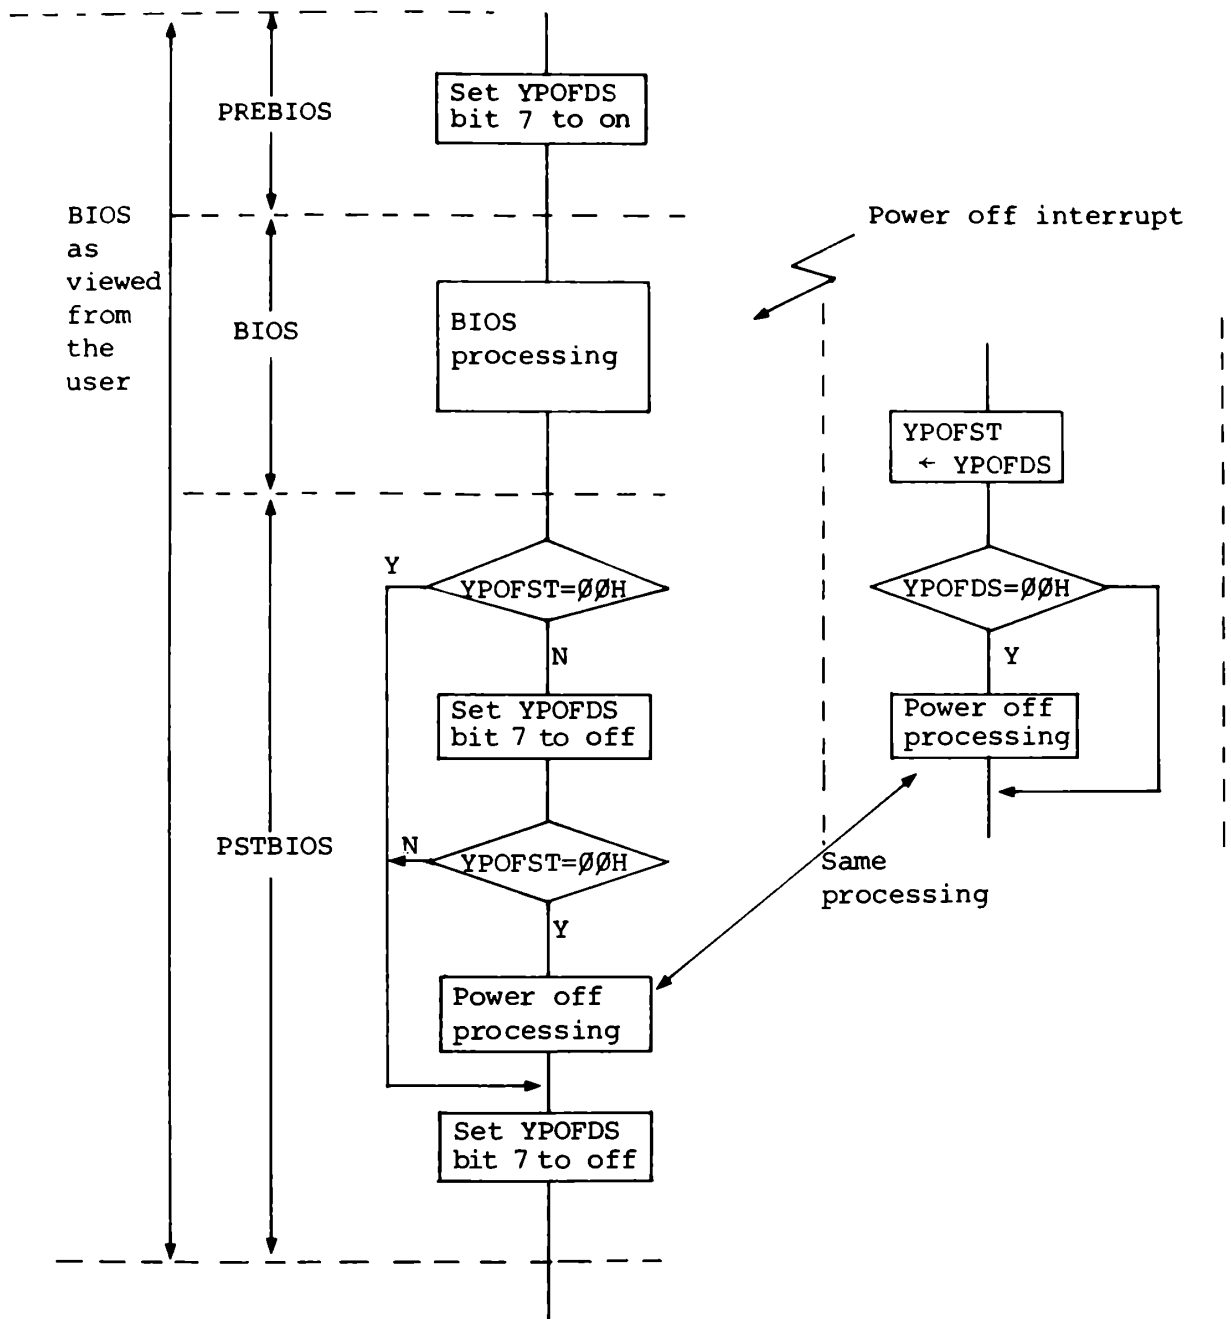 Set YPOFDS
bit 7 to on
PREBIOS
BIOS
as
viewed
from
the
user
Power off interrupt
BIOS
BIOS
processing
YPOFST
← YPOFDS
Y
YPOFST=ØØH
N
YPOFDS=ØØH
Y
Set YPOFDS
bit 7 to off
Power off
processing
PSTBIOS
N
YPOFST=ØØH
Y
Same
processing
Power off
processing
Set YPOFDS
bit 7 to off